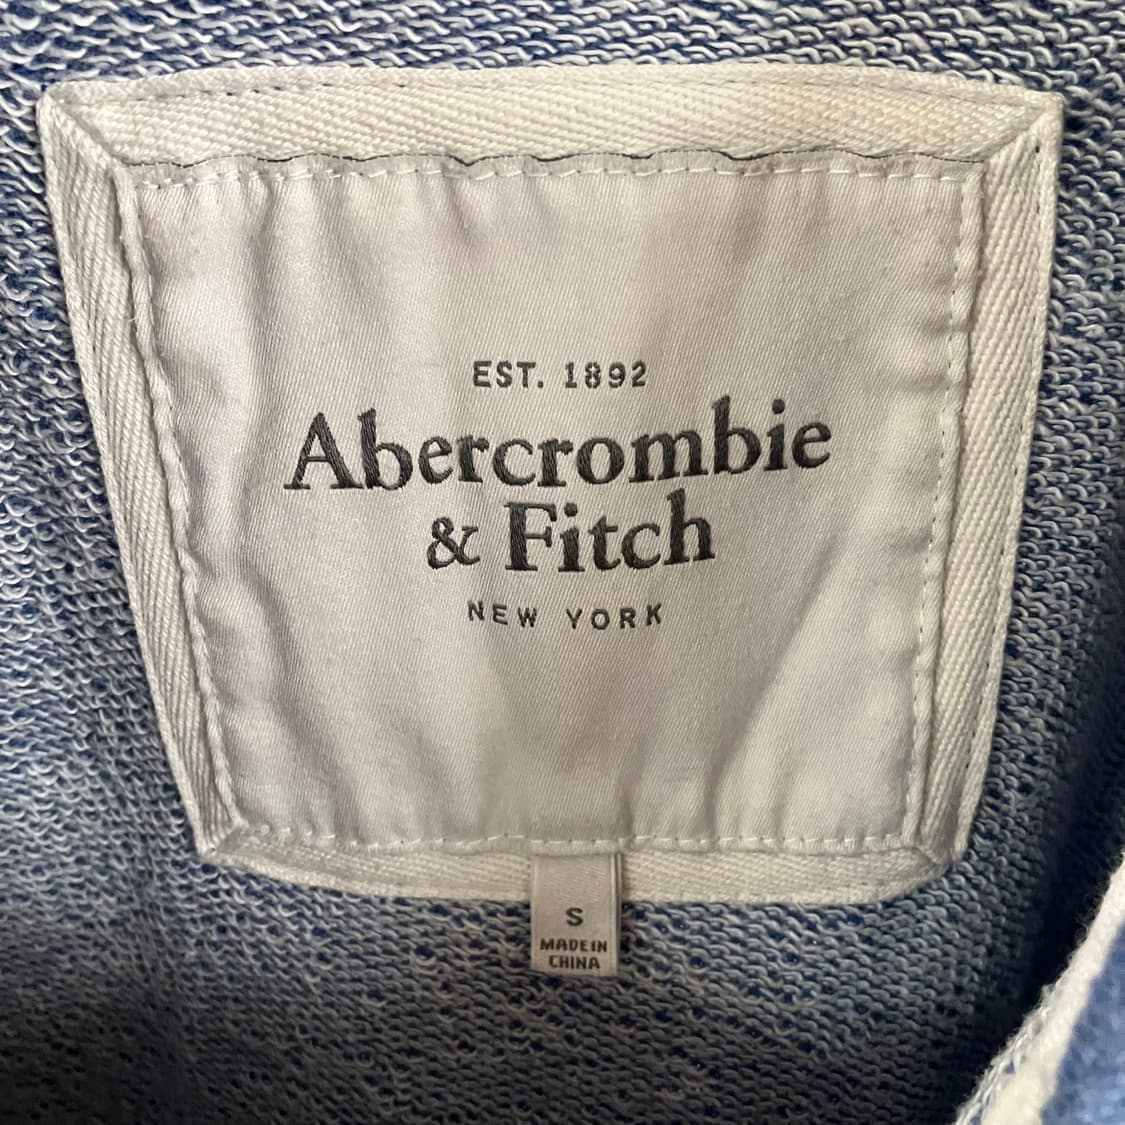 EST. 1892
Abercrombie
& Fitch
NEW YORK
S
MADE IN
CHINA